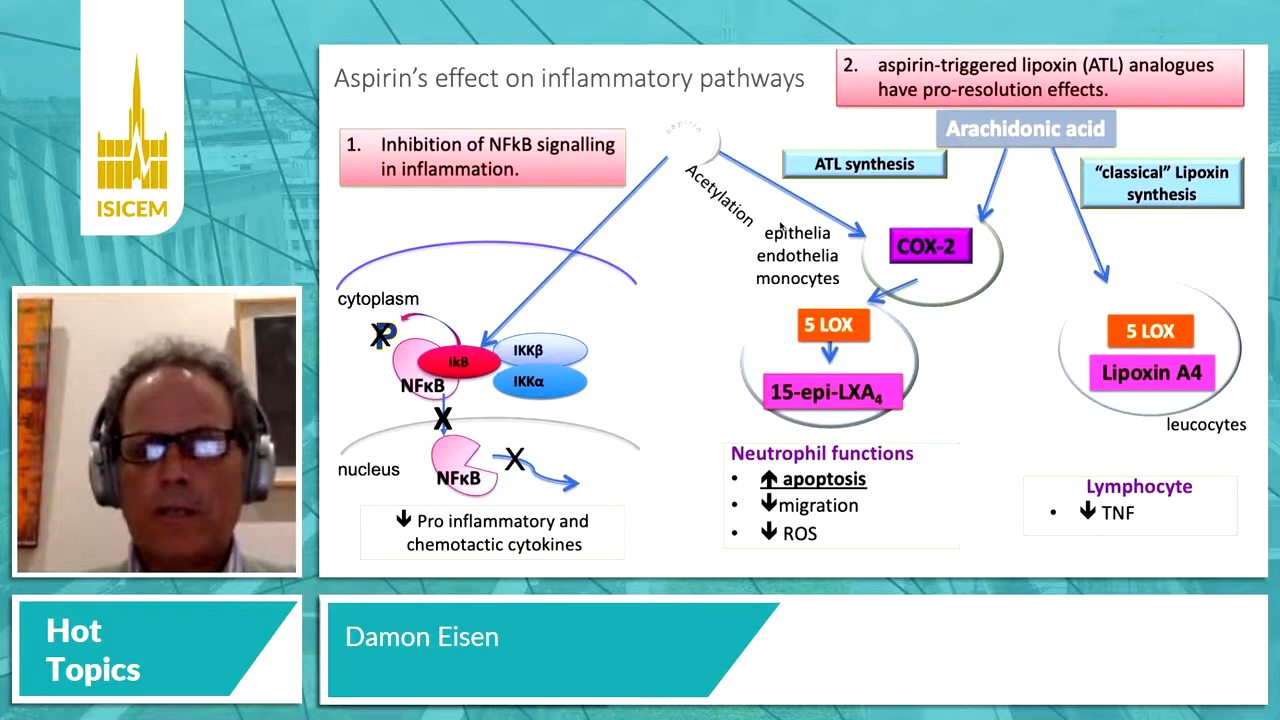 ISICEM
Aspirin's effect on inflammatory pathways
1. Inhibition of NFkB signalling
in inflammation.
2. aspirin-triggered lipoxin (ATL) analogues
have pro-resolution effects.
aspirin
Acetylation
Arachidonic acid
ATL synthesis
"classical" Lipoxin
synthesis
epithelia
endothelia
monocytes
COX-2
5 LOX
15-epi-LXA₄
5 LOX
Lipoxin A4
leucocytes
cytoplasm
P
X
IkB
IKKβ
IKKα
NFκB
X
nucleus
NFκB
X
🡇 Pro inflammatory and
chemotactic cytokines
Neutrophil functions
• 🡅 apoptosis
• 🡇migration
• 🡇 ROS
Lymphocyte
• 🡇 TNF
Hot
Topics
Damon Eisen